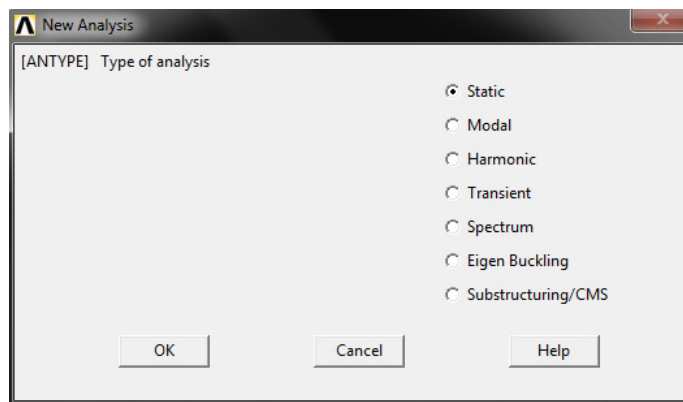 New Analysis
[ANTYPE] Type of analysis
Static
Modal
Harmonic
Transient
Spectrum
Eigen Buckling
Substructuring/CMS
OK Cancel Help